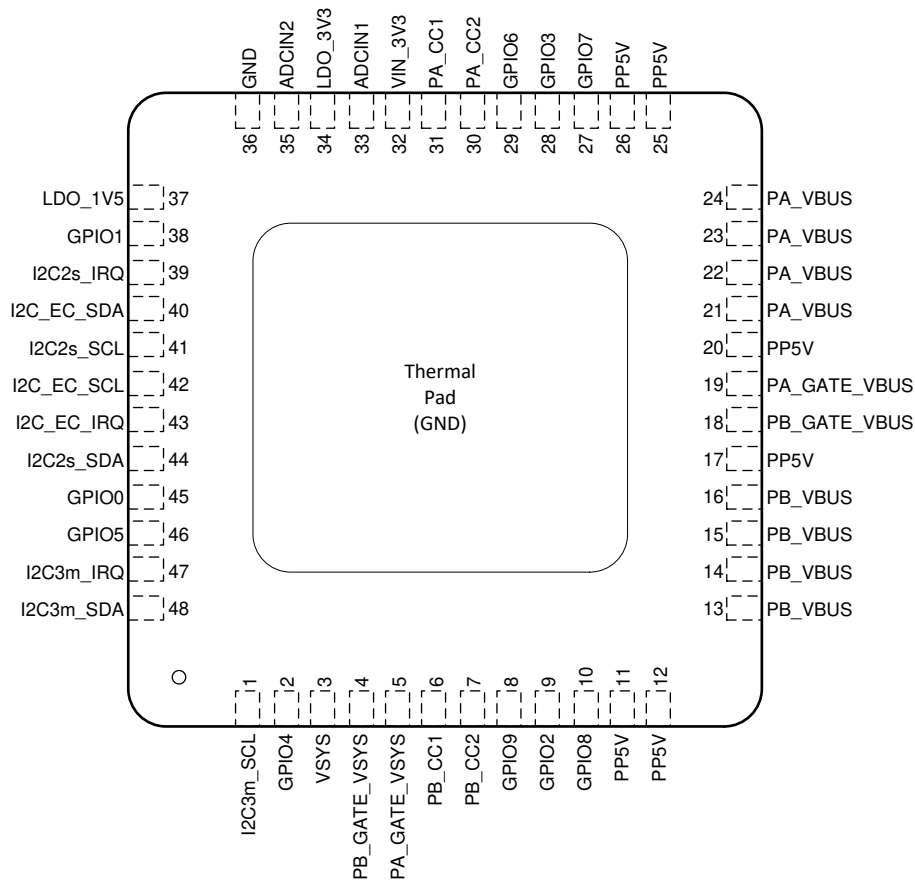 GND
ADCIN2
LDO_3V3
ADCIN1
VIN_3V3
PA_CC1
PA_CC2
GPIO6
GPIO3
GPIO7
PP5V
PP5V
36
35
34
33
32
31
30
29
28
27
26
25
LDO_1V5 37
GPIO1 38
I2C2s_IRQ 39
I2C_EC_SDA 40
I2C2s_SCL 41
I2C_EC_SCL 42
I2C_EC_IRQ 43
I2C2s_SDA 44
GPIO0 45
GPIO5 46
I2C3m_IRQ 47
I2C3m_SDA 48
Thermal
Pad
(GND)
24 PA_VBUS
23 PA_VBUS
22 PA_VBUS
21 PA_VBUS
20 PP5V
19 PA_GATE_VBUS
18 PB_GATE_VBUS
17 PP5V
16 PB_VBUS
15 PB_VBUS
14 PB_VBUS
13 PB_VBUS
1
2
3
4
5
6
7
8
9
10
11
12
I2C3m_SCL
GPIO4
VSYS
PB_GATE_VSYS
PA_GATE_VSYS
PB_CC1
PB_CC2
GPIO9
GPIO2
GPIO8
PP5V
PP5V